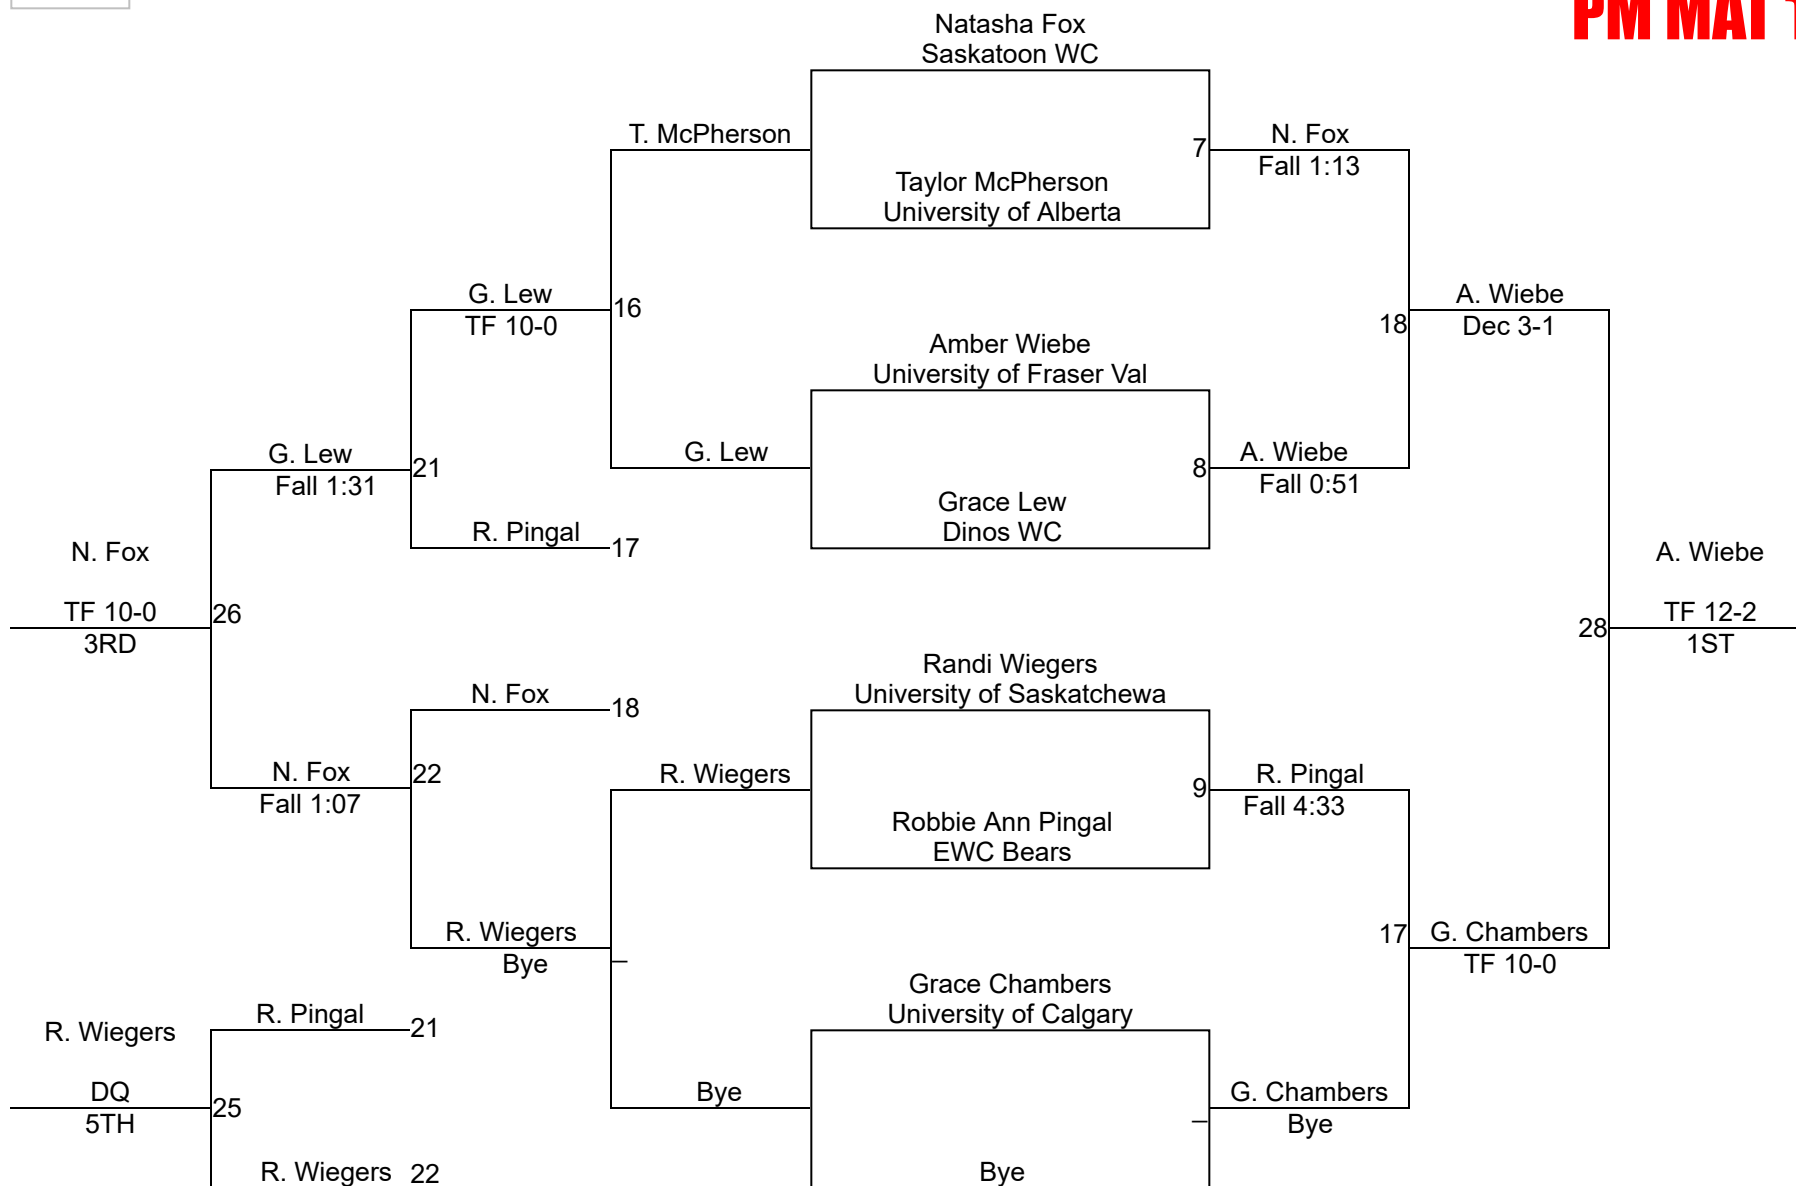 PM MAT
Natasha Fox
Saskatoon WC
T. McPherson
7
N. Fox
Fall 1:13
Taylor McPherson
University of Alberta
G. Lew
TF 10-0
16
18
A. Wiebe
Dec 3-1
Amber Wiebe
University of Fraser Val
G. Lew
Fall 1:31
21
G. Lew
8
A. Wiebe
Fall 0:51
Grace Lew
Dinos WC
R. Pingal
17
N. Fox
TF 10-0
3RD
26
A. Wiebe
TF 12-2
1ST
28
Randi Wiegers
University of Saskatchewa
N. Fox
18
N. Fox
Fall 1:07
22
R. Wiegers
9
R. Pingal
Fall 4:33
Robbie Ann Pingal
EWC Bears
R. Wiegers
Bye
17
G. Chambers
TF 10-0
Grace Chambers
University of Calgary
R. Wiegers
DQ
5TH
R. Pingal
21
25
Bye
G. Chambers
Bye
R. Wiegers
22
Bye